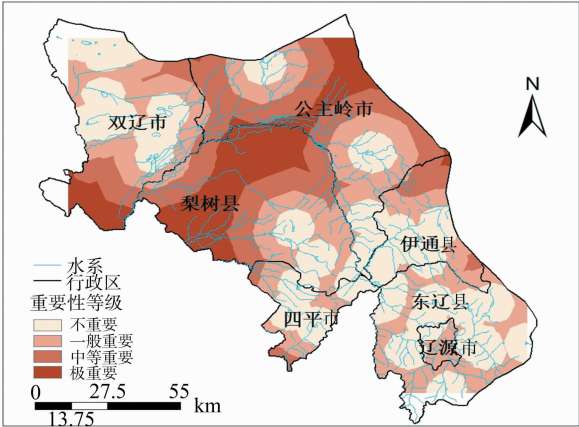 N
公主岭市
双辽市
梨树县
伊通县
水系
行政区
重要性等级
东辽县
四平市
不重要
一般重要
辽源市
中等重要
极重要
0 27.5 55
13.75
km